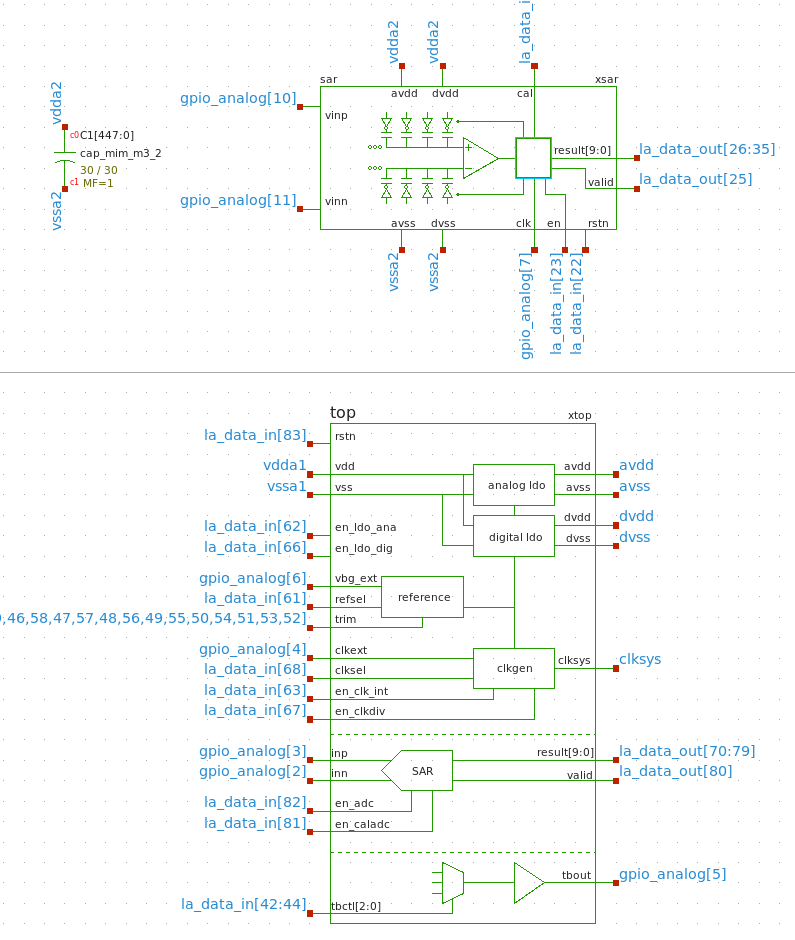 vdda2
vdda2
la_data_i
sar
xsar
vdda2
gpio_analog[10]
avdd
dvdd
cal
vinp
c0
C1[447:0]
cap_mim_m3_2
30 / 30
c1
MF=1
vssa2
+
−
result[9:0]
la_data_out[26:35]
valid
la_data_out[25]
gpio_analog[11]
vinn
avss
dvss
clk
en
rstn
vssa2
vssa2
gpio_analog[7]
la_data_in[23]
la_data_in[22]
top
xtop
la_data_in[83]
rstn
vdda1
vdd
analog ldo
avdd
avdd
vssa1
vss
avss
avss
la_data_in[62]
en_ldo_ana
digital ldo
dvdd
dvdd
la_data_in[66]
en_ldo_dig
dvss
dvss
gpio_analog[6]
vbg_ext
reference
la_data_in[61]
refsel
,46,58,47,57,48,56,49,55,50,54,51,53,52]
trim
gpio_analog[4]
clkext
clkgen
clksys
clksys
la_data_in[68]
clksel
la_data_in[63]
en_clk_int
la_data_in[67]
en_clkdiv
gpio_analog[3]
inp
SAR
result[9:0]
la_data_out[70:79]
gpio_analog[2]
inn
valid
la_data_out[80]
la_data_in[82]
en_adc
la_data_in[81]
en_caladc
tbout
gpio_analog[5]
la_data_in[42:44]
tbctl[2:0]